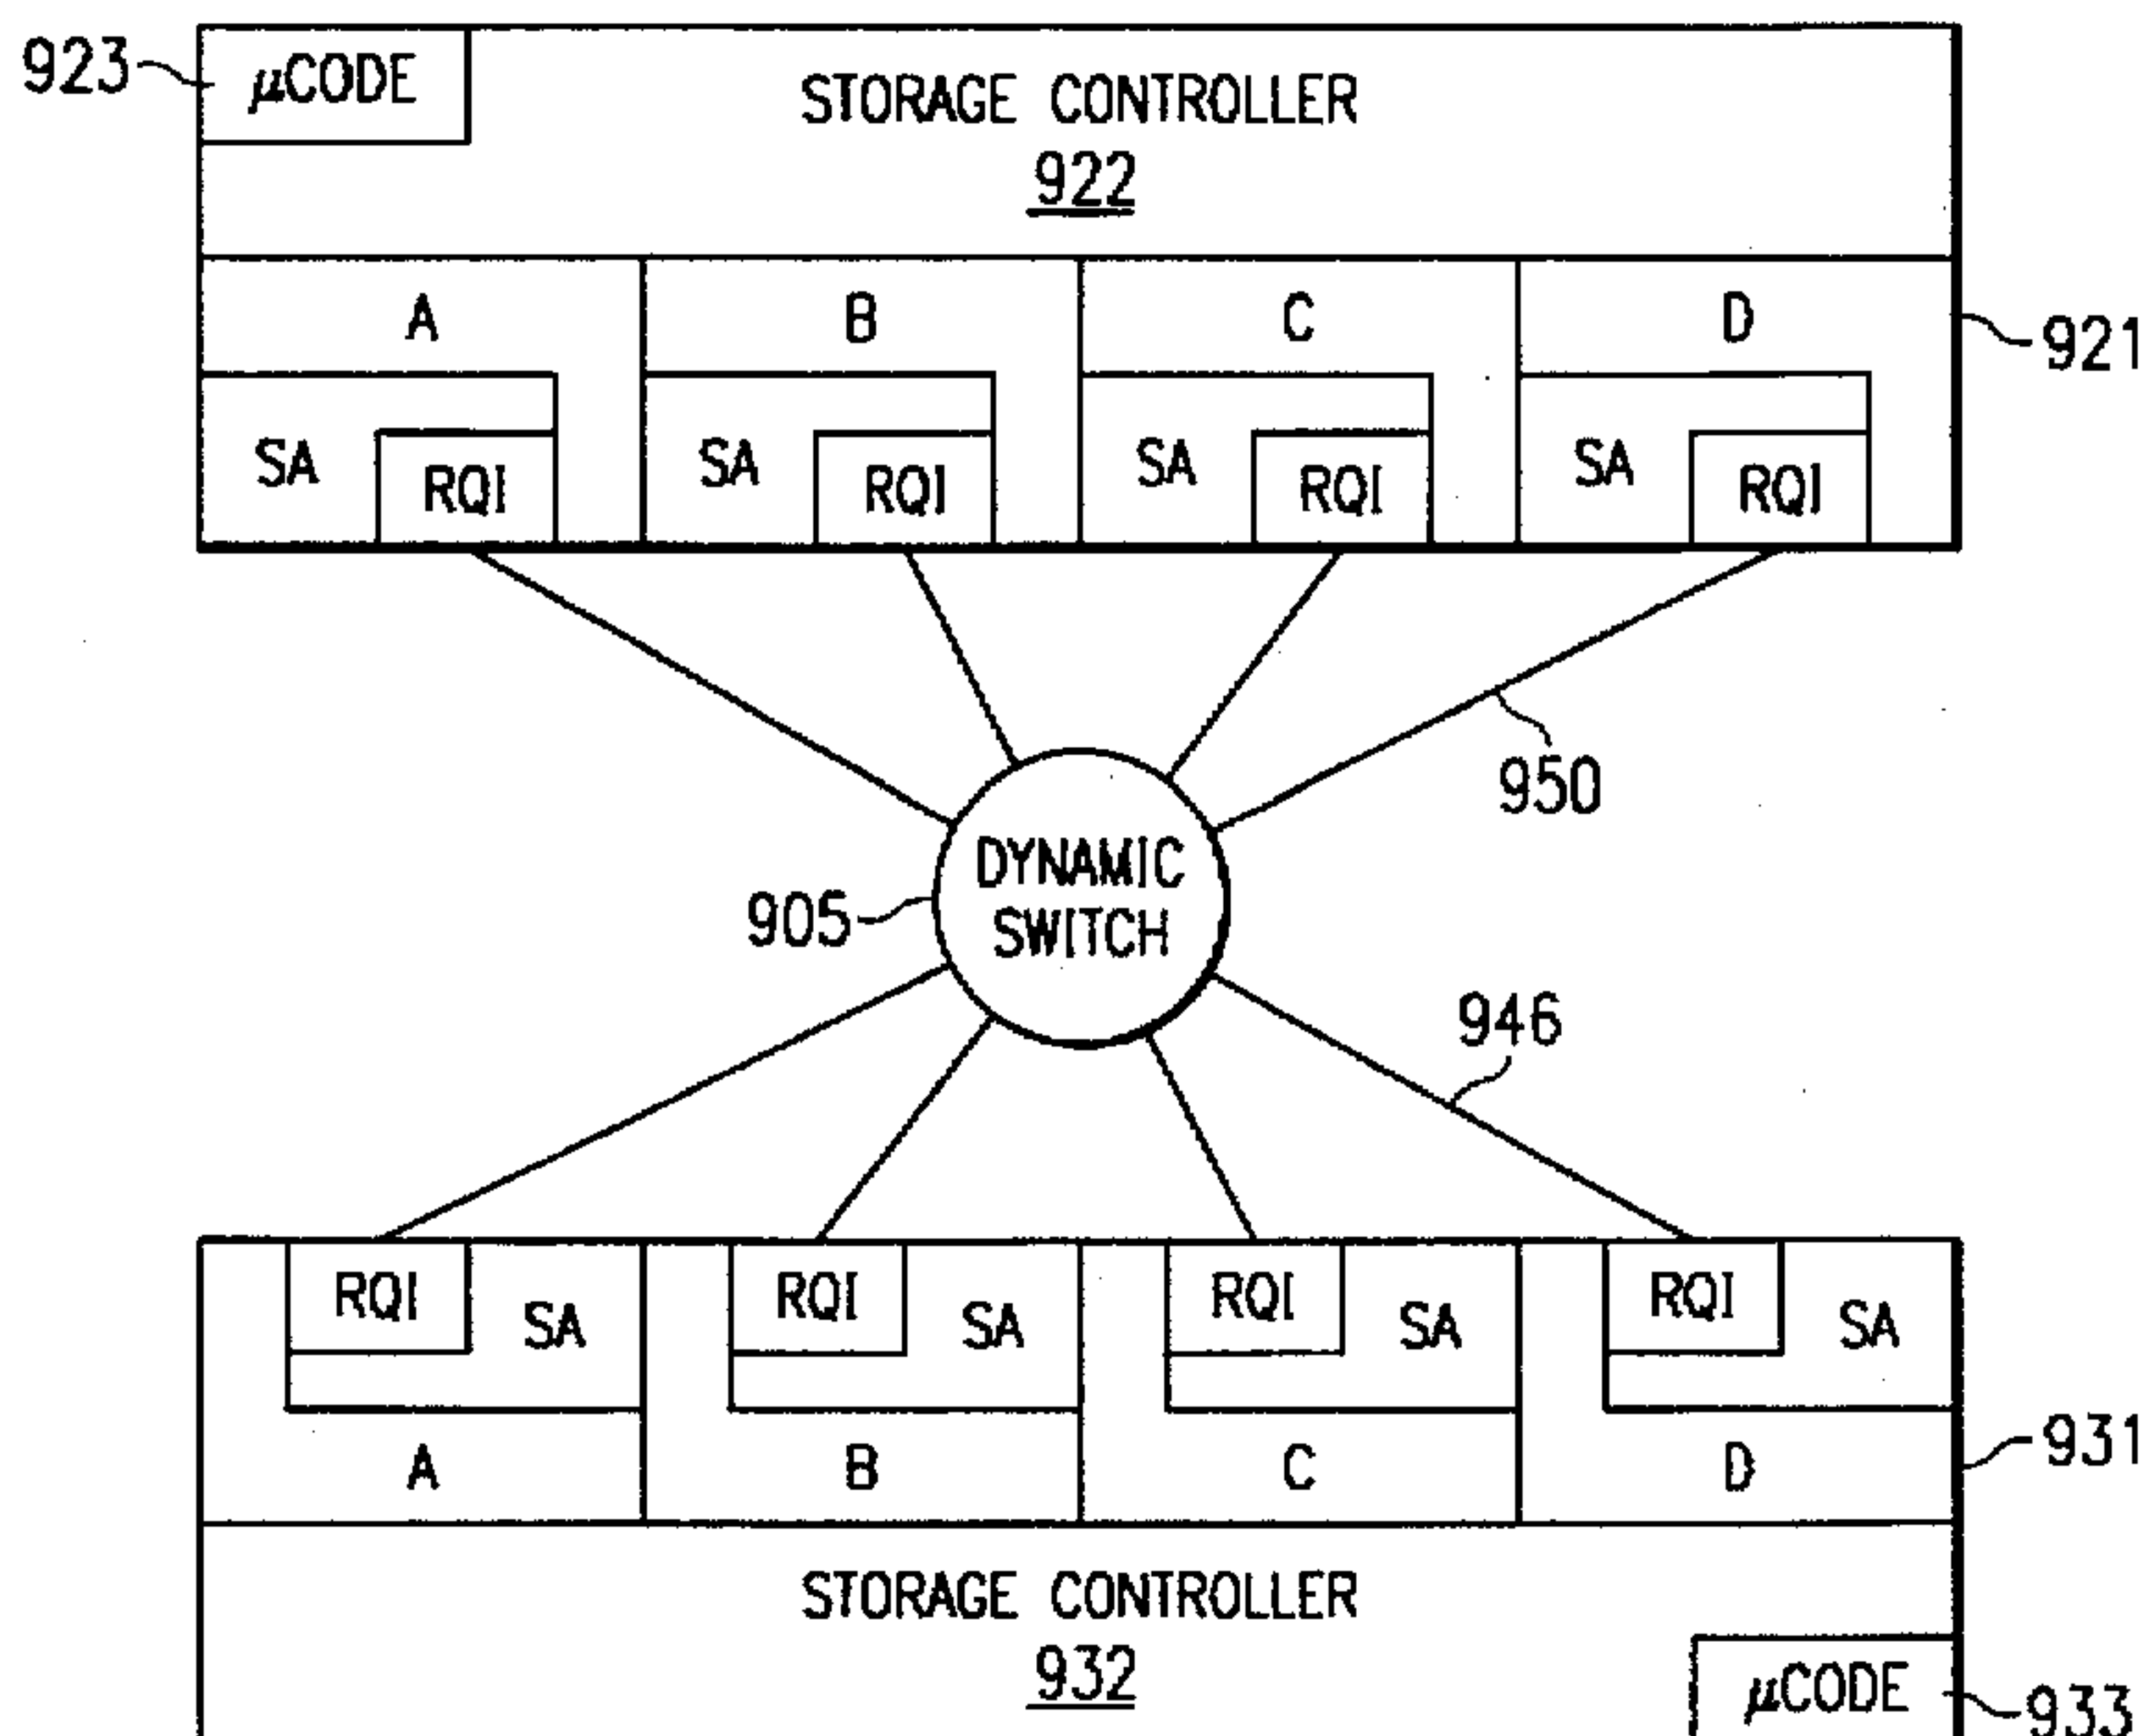 923
μCODE
STORAGE CONTROLLER
922
A B C D
921
SA RQI SA RQI SA RQI SA RQI
950
DYNAMIC
SWITCH
905
946
RQI SA RQI SA RQI SA RQI SA
931
A B C D
STORAGE CONTROLLER
932
μCODE
933